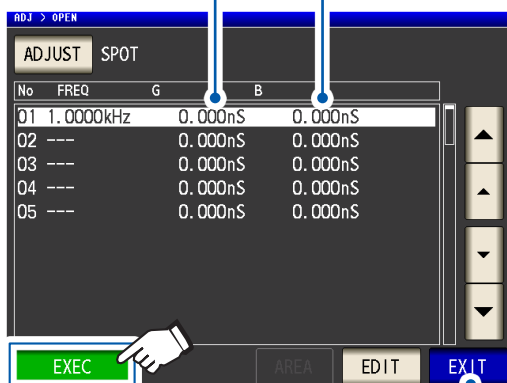 ADJ > OPEN
ADJUST SPOT
No FREQ G B
01 1.0000kHz 0.000nS 0.000nS
02 --- 0.000nS 0.000nS
03 --- 0.000nS 0.000nS
04 --- 0.000nS 0.000nS
05 --- 0.000nS 0.000nS
EXEC AREA EDIT EXIT